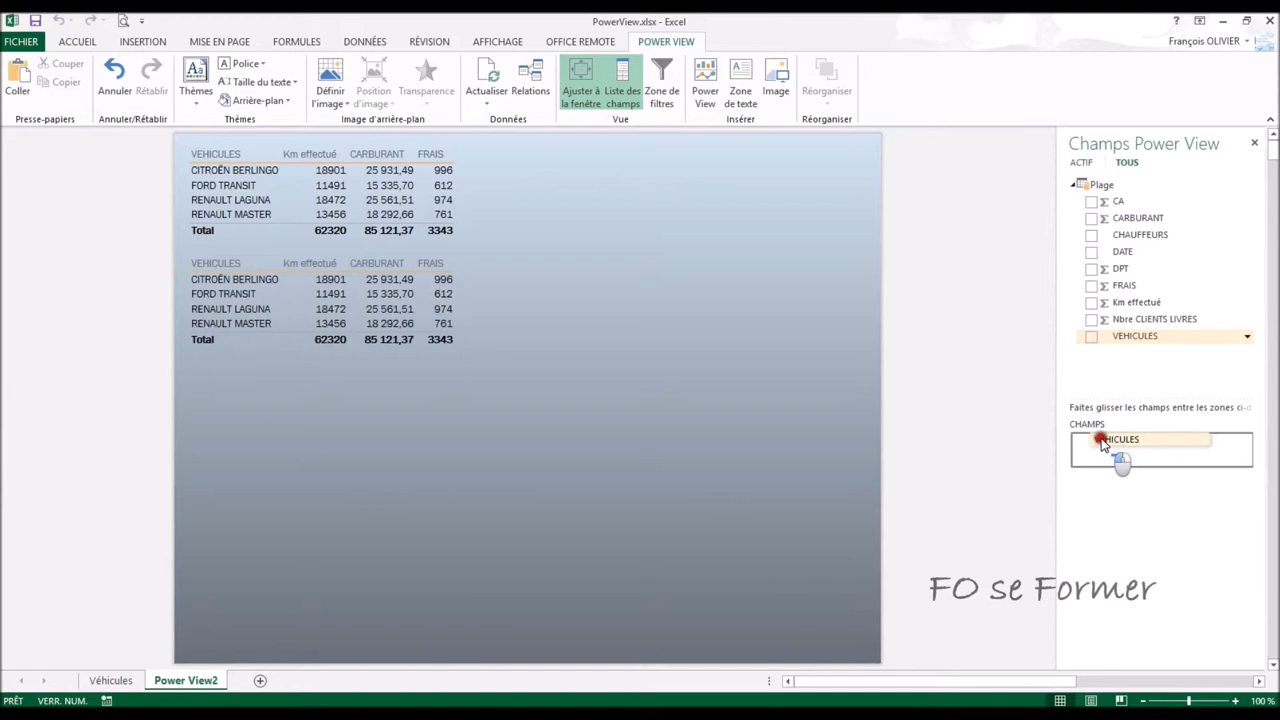 PowerView.xlsx - Excel
FICHIER ACCUEIL INSERTION MISE EN PAGE FORMULES DONNÉES RÉVISION AFFICHAGE OFFICE REMOTE POWER VIEW François OLIVIER
Coller
Couper
Copier
Presse-papiers
Annuler Rétablir
Annuler/Rétablir
Thèmes
Police
Taille du texte
Arrière-plan
Thèmes
Définir l'image
Position d'image
Transparence
Image d'arrière-plan
Actualiser Relations
Données
Ajuster à la fenêtre
Liste des champs
Zone de filtres
Vue
Power View
Zone de texte
Image
Insérer
Réorganiser
Réorganiser
VEHICULES Km effectué CARBURANT FRAIS
CITROËN BERLINGO 18901 25 931,49 996
FORD TRANSIT 11491 15 335,70 612
RENAULT LAGUNA 18472 25 561,51 974
RENAULT MASTER 13456 18 292,66 761
Total 62320 85 121,37 3343
VEHICULES Km effectué CARBURANT FRAIS
CITROËN BERLINGO 18901 25 931,49 996
FORD TRANSIT 11491 15 335,70 612
RENAULT LAGUNA 18472 25 561,51 974
RENAULT MASTER 13456 18 292,66 761
Total 62320 85 121,37 3343
Champs Power View
ACTIF TOUS
Plage
Σ CA
Σ CARBURANT
CHAUFFEURS
DATE
Σ DPT
Σ FRAIS
Σ Km effectué
Σ Nbre CLIENTS LIVRES
VEHICULES
Faites glisser les champs entre les zones ci-d
CHAMPS
HICULES
FO se Former
Véhicules Power View2
PRÊT VERR. NUM. 100 %